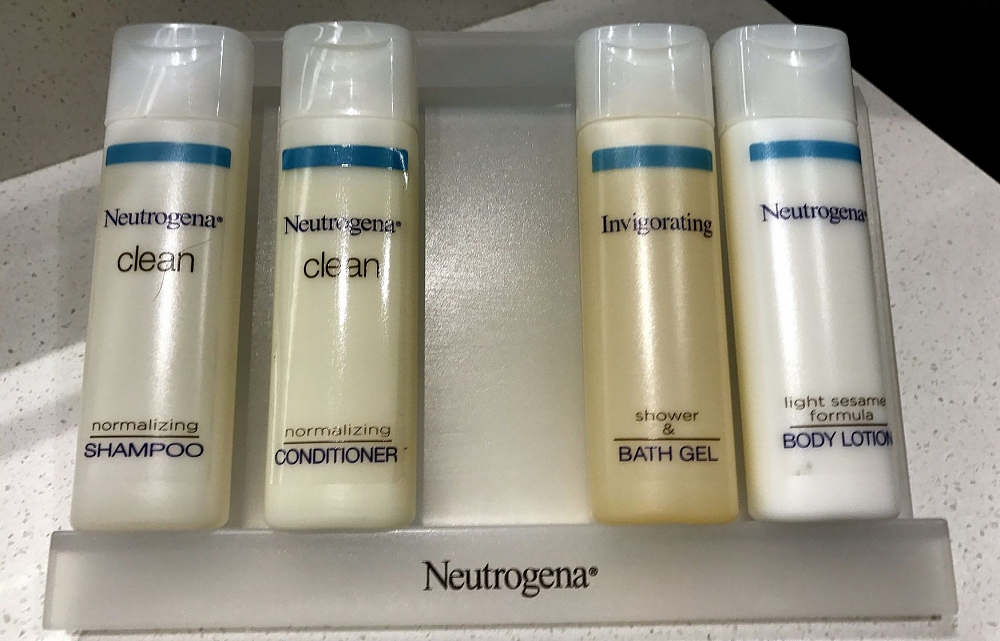 Neutrogena®
clean
normalizing
SHAMPOO
Neutrogena®
clean
normalizing
CONDITIONER
Invigorating
shower
&
BATH GEL
Neutrogena®
light sesame
formula
BODY LOTION
Neutrogena®